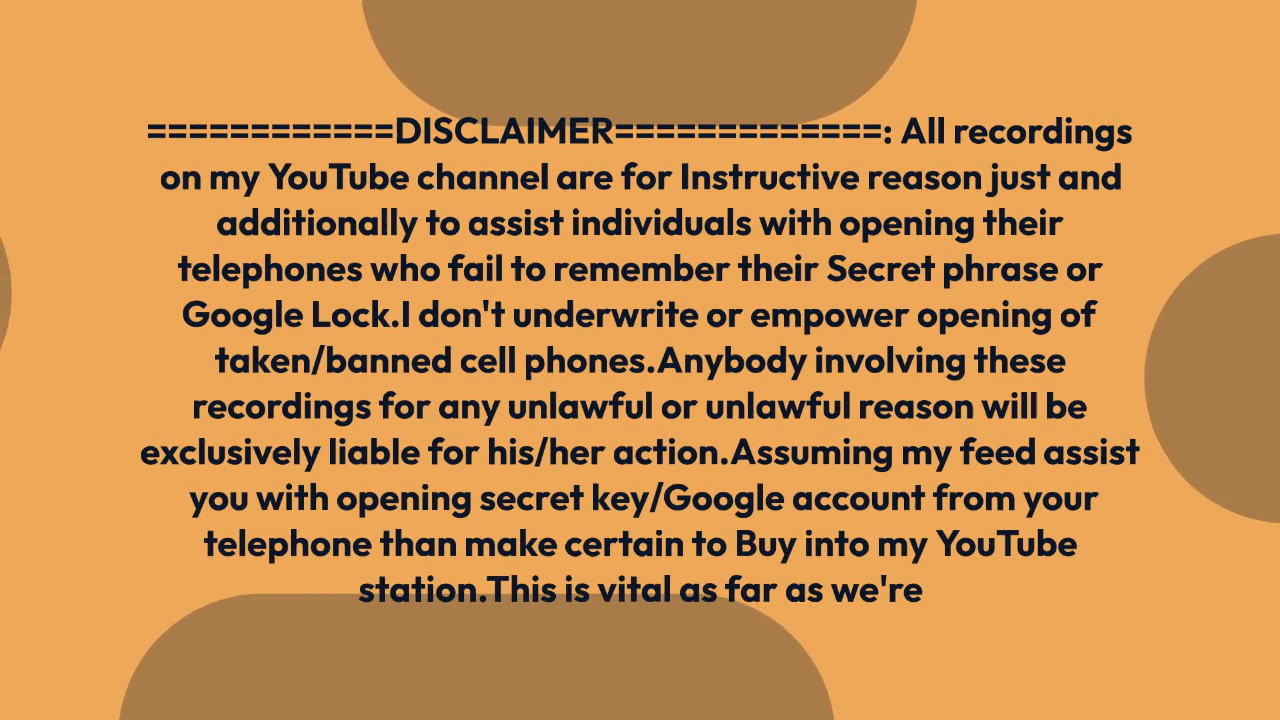 ============DISCLAIMER=============: All recordings
on my YouTube channel are for Instructive reason just and
additionally to assist individuals with opening their
telephones who fail to remember their Secret phrase or
Google Lock.I don't underwrite or empower opening of
taken/banned cell phones.Anybody involving these
recordings for any unlawful or unlawful reason will be
exclusively liable for his/her action.Assuming my feed assist
you with opening secret key/Google account from your
telephone than make certain to Buy into my YouTube
station.This is vital as far as we're